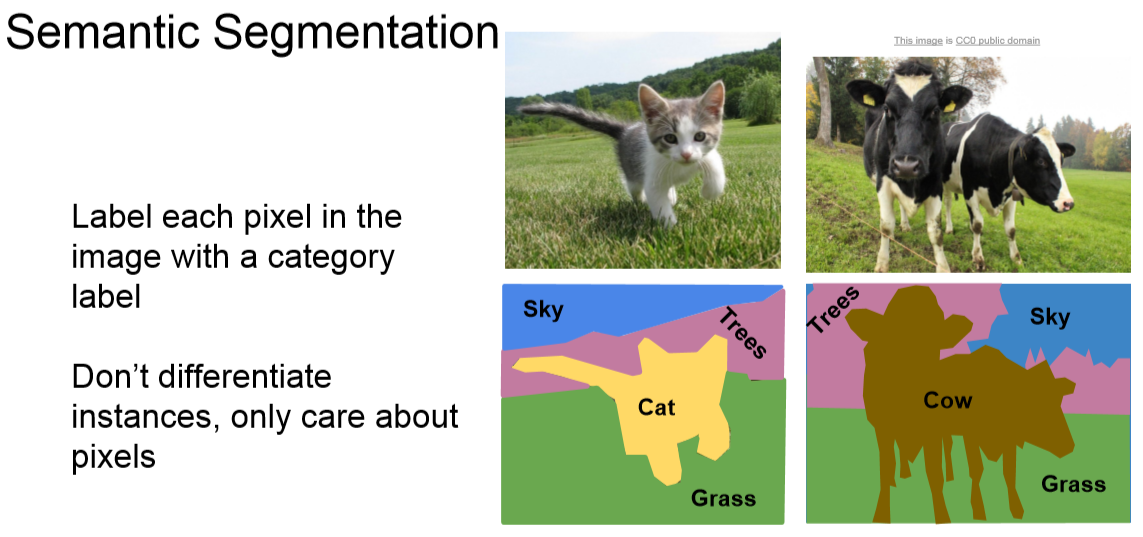 Semantic Segmentation
This image is CC0 public domain
Label each pixel in the
image with a category
label
Don’t differentiate
instances, only care about
pixels
Sky
Trees
Cat
Grass
Trees
Sky
Cow
Grass